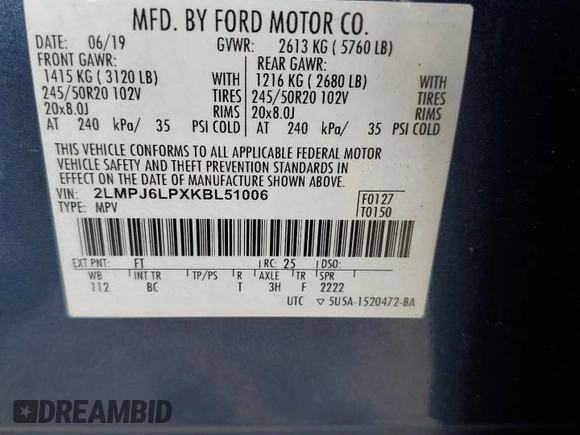 MFD. BY FORD MOTOR CO.
DATE: 06/19 GVWR: 2613 KG ( 5760 LB)
FRONT GAWR: REAR GAWR:
1415 KG ( 3120 LB) WITH 1216 KG ( 2680 LB) WITH
245/50R20 102V TIRES 245/50R20 102V TIRES
20x8.0J RIMS 20x8.0J RIMS
AT 240 kPa/ 35 PSI COLD AT 240 kPa/ 35 PSI COLD
THIS VEHICLE CONFORMS TO ALL APPLICABLE FEDERAL MOTOR
VEHICLE SAFETY AND THEFT PREVENTION STANDARDS IN
EFFECT ON THE DATE OF MANUFACTURE SHOWN ABOVE.
VIN: 2LMPJ6LPXKBL51006 F0127
TYPE: MPV T0150
EXT PNT: FT RC: 25 DSO:
WB INT TR TP/PS R AXLE TR SPR
112 BC T 3H F 2222
UTC ▽ 5U5A-1520472-BA
DREAMBID